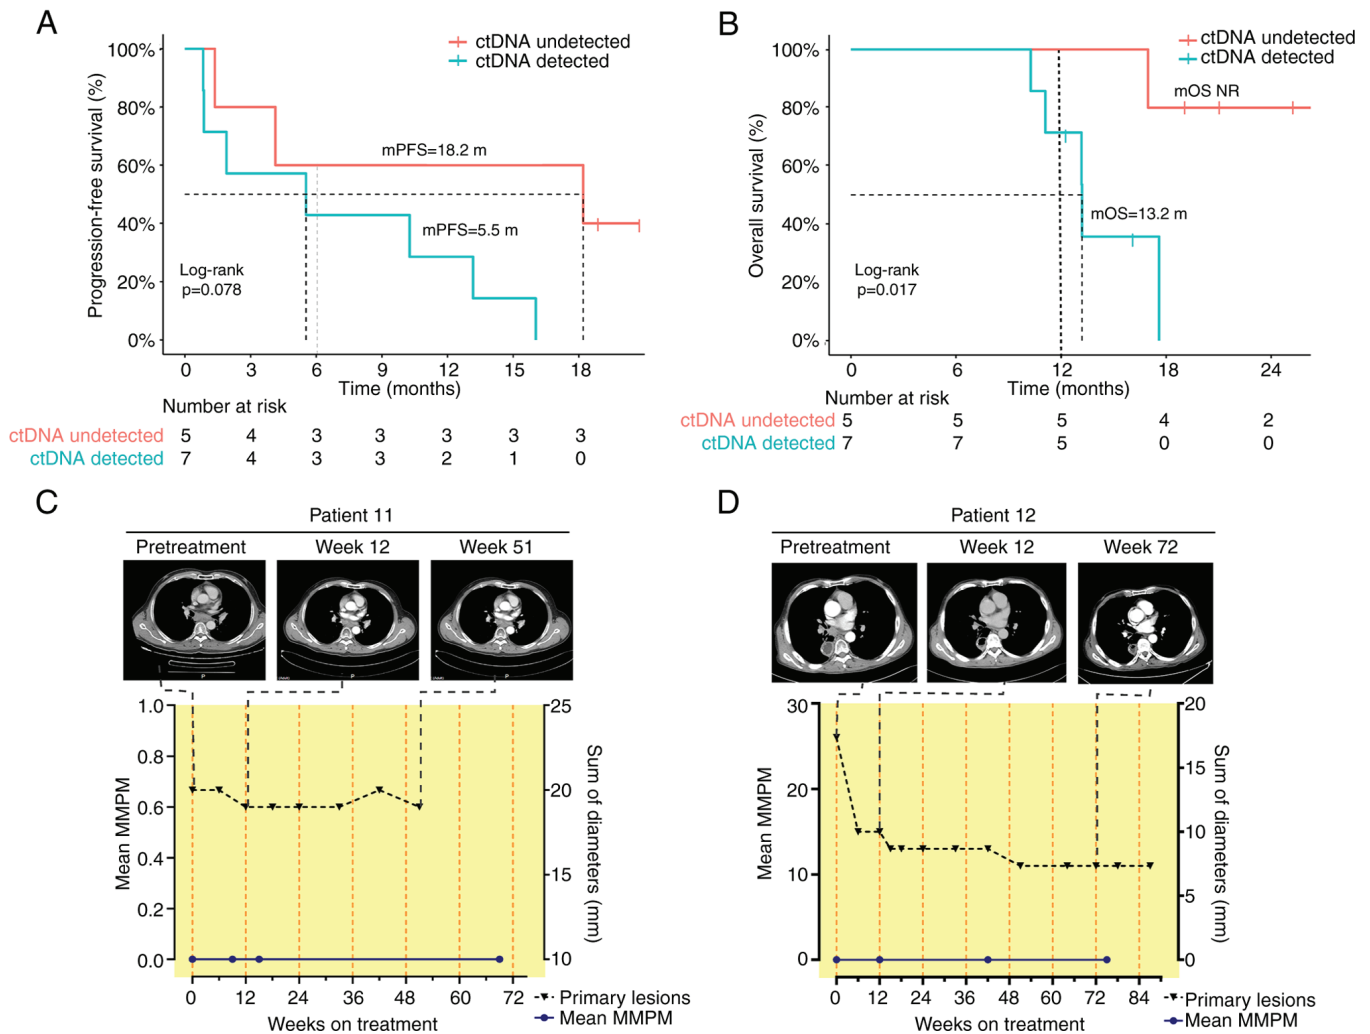 A
ctDNA undetected
ctDNA detected
Progression-free survival (%)
100%
80%
60%
40%
20%
0%
mPFS=18.2 m
mPFS=5.5 m
Log-rank
p=0.078
0 3 6 9 12 15 18
Time (months)
Number at risk
ctDNA undetected 5 4 3 3 3 3 3
ctDNA detected 7 4 3 3 2 1 0
B
ctDNA undetected
ctDNA detected
Overall survival (%)
100%
80%
60%
40%
20%
0%
mOS NR
mOS=13.2 m
Log-rank
p=0.017
0 6 12 18 24
Time (months)
Number at risk
ctDNA undetected 5 5 5 4 2
ctDNA detected 7 7 5 0 0
C
Patient 11
Pretreatment Week 12 Week 51
P P P
Mean MMPM
1.0
0.8
0.6
0.4
0.2
0.0
25
20
15
10
Sum of diameters (mm)
0 12 24 36 48 60 72
Weeks on treatment
Primary lesions
Mean MMPM
D
Patient 12
Pretreatment Week 12 Week 72
Mean MMPM
30
20
10
0
20
15
10
5
0
Sum of diameters (mm)
0 12 24 36 48 60 72 84
Weeks on treatment
Primary lesions
Mean MMPM